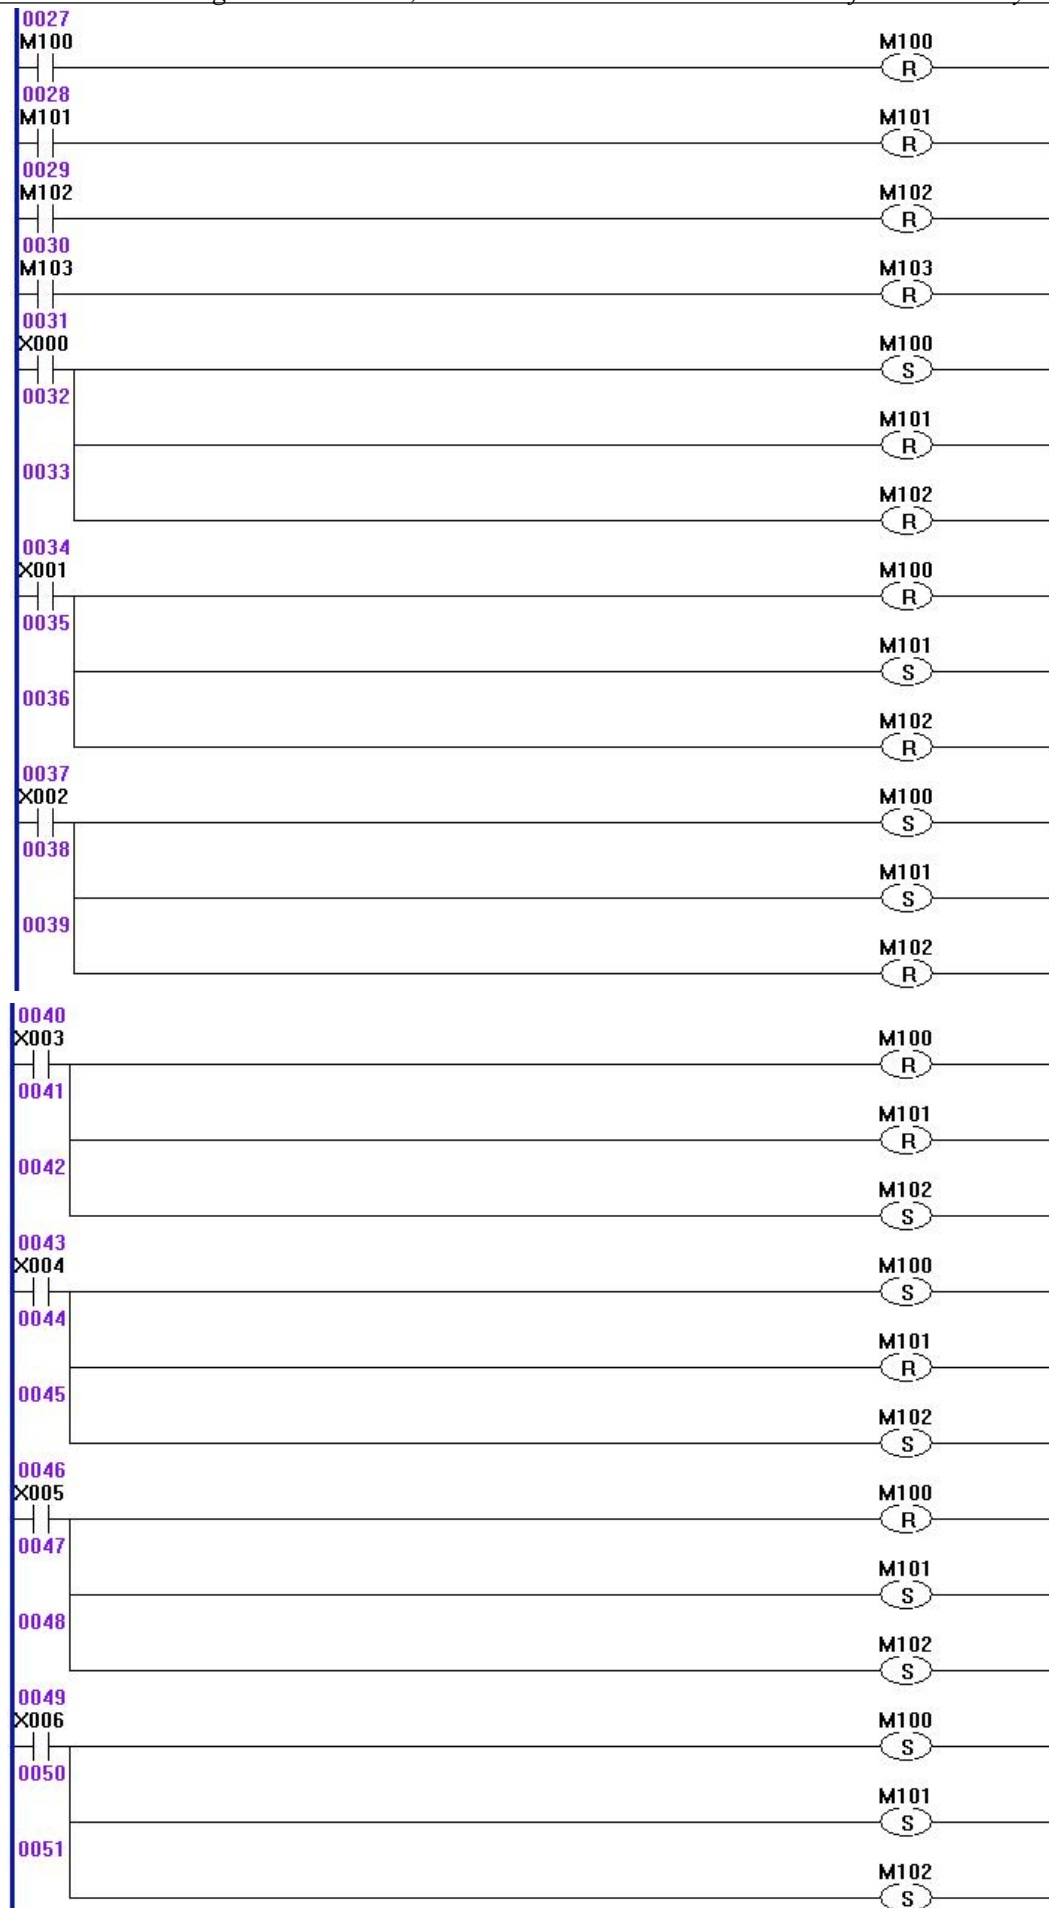 0027
M100 M100
R
0028
M101 M101
R
0029
M102 M102
R
0030
M103 M103
R
0031
X000 M100
S
0032
M101
R
0033
M102
R
0034
X001 M100
R
0035
M101
S
0036
M102
R
0037
X002 M100
S
0038
M101
S
0039
M102
R
0040
X003 M100
R
0041
M101
R
0042
M102
S
0043
X004 M100
S
0044
M101
R
0045
M102
S
0046
X005 M100
R
0047
M101
S
0048
M102
S
0049
X006 M100
S
0050
M101
S
0051
M102
S